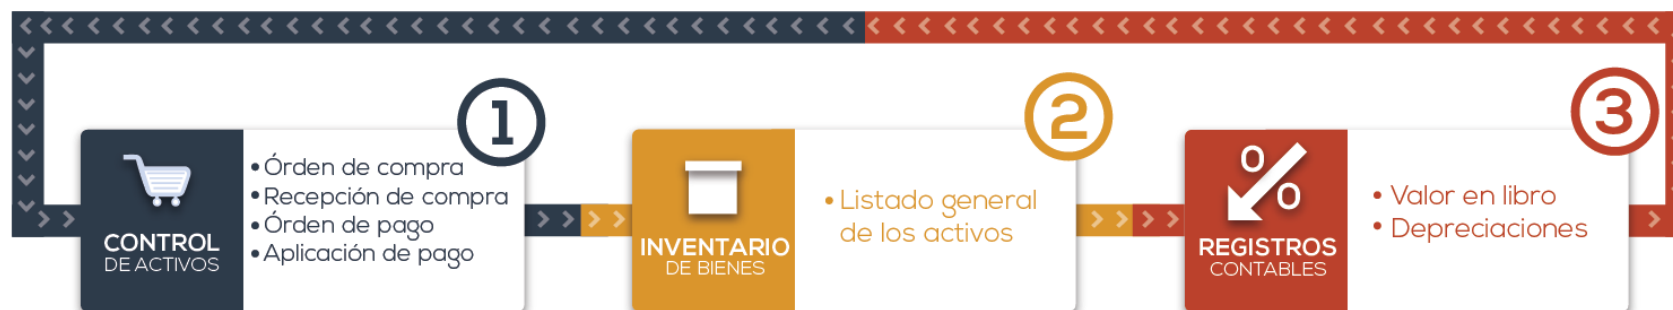 1
CONTROL
DE ACTIVOS
• Órden de compra
• Recepción de compra
• Órden de pago
• Aplicación de pago
2
INVENTARIO
DE BIENES
• Listado general
de los activos
3
%
REGISTROS
CONTABLES
• Valor en libro
• Depreciaciones